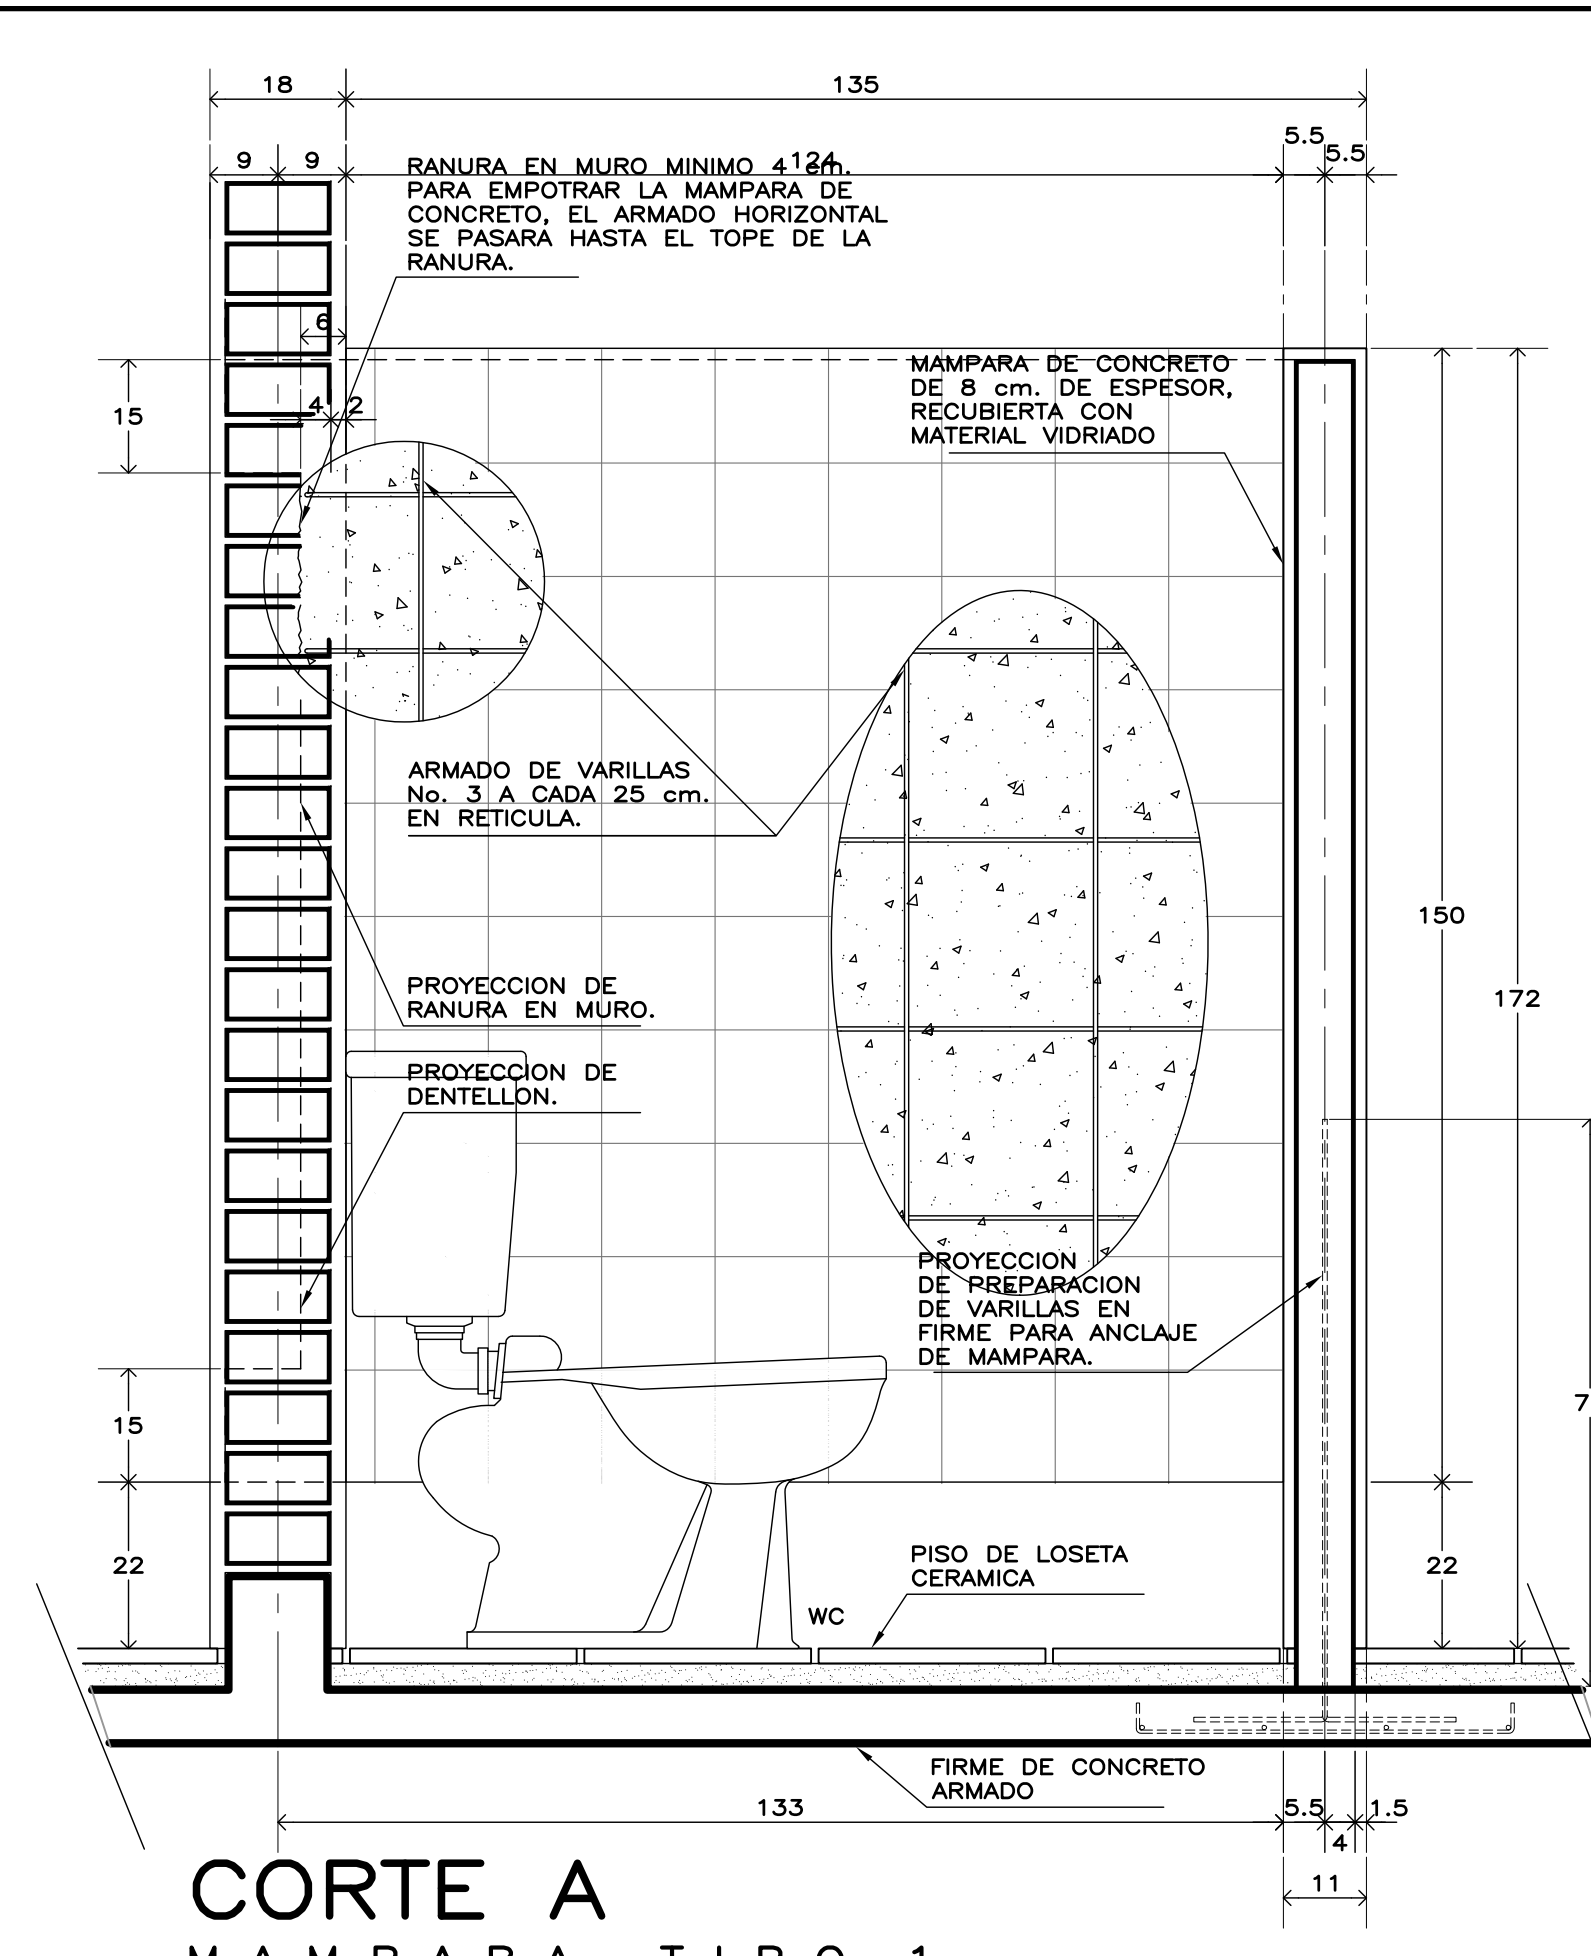 18
135
5.5
5.5
9
9
124
RANURA EN MURO MINIMO 4 cm.
PARA EMPOTRAR LA MAMPARA DE
CONCRETO, EL ARMADO HORIZONTAL
SE PASARA HASTA EL TOPE DE LA
RANURA.
6
MAMPARA DE CONCRETO
DE 8 cm. DE ESPESOR,
RECUBIERTA CON
MATERIAL VIDRIADO
15
4
2
ARMADO DE VARILLAS
No. 3 A CADA 25 cm.
EN RETICULA.
150
172
PROYECCION DE
RANURA EN MURO.
PROYECCION DE
DENTELLON.
PROYECCION
DE PREPARACION
DE VARILLAS EN
FIRME PARA ANCLAJE
DE MAMPARA.
7
15
22
22
PISO DE LOSETA
CERAMICA
WC
FIRME DE CONCRETO
ARMADO
133
5.5
1.5
4
11
CORTE A
MAMPARA TIPO 1